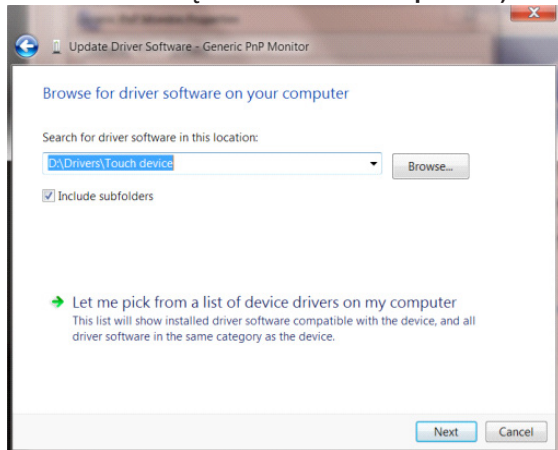 Update Driver Software - Generic PnP Monitor
Browse for driver software on your computer
Search for driver software in this location:
D:\Drivers\Touch device
Browse...
Include subfolders
Let me pick from a list of device drivers on my computer
This list will show installed driver software compatible with the device, and all
driver software in the same category as the device.
Next
Cancel